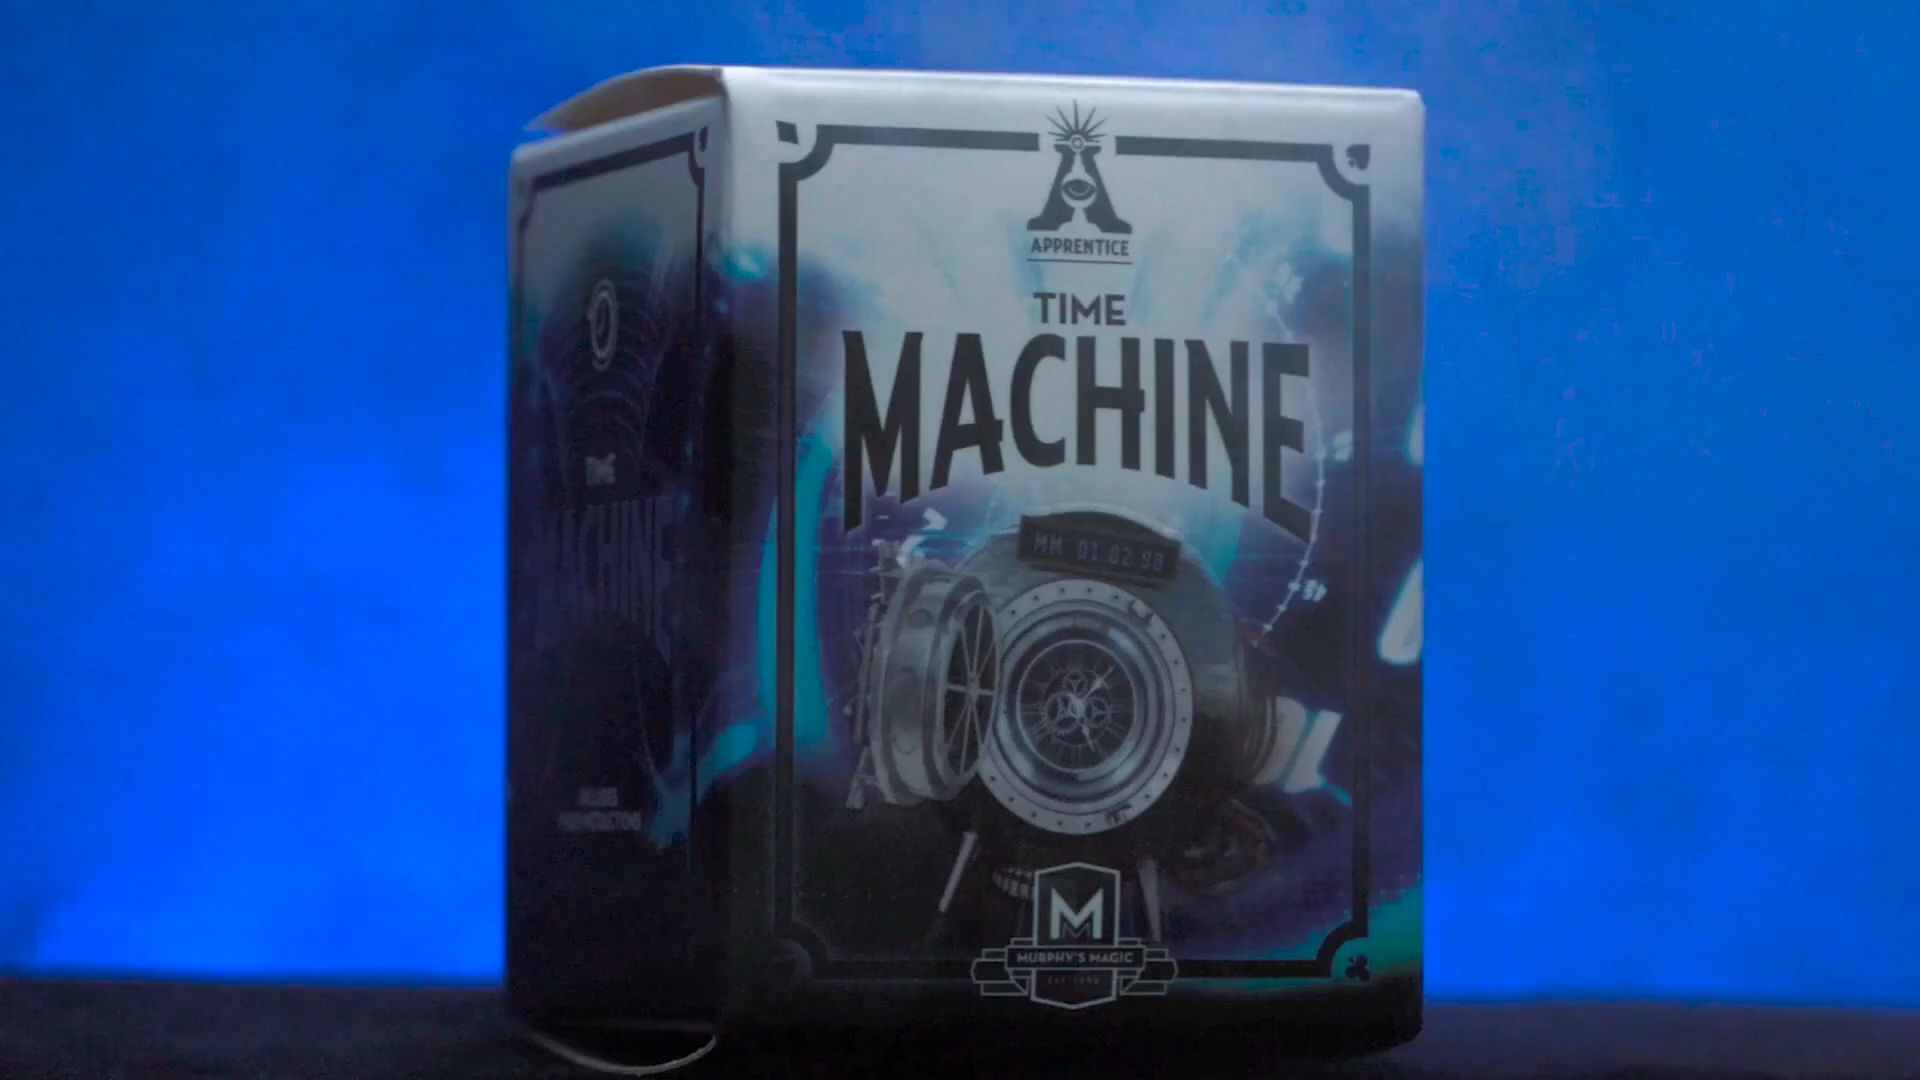 APPRENTICE
TIME
MACHINE
MM 01 02 98
M
MURPHY'S MAGIC
TIME
MACHINE